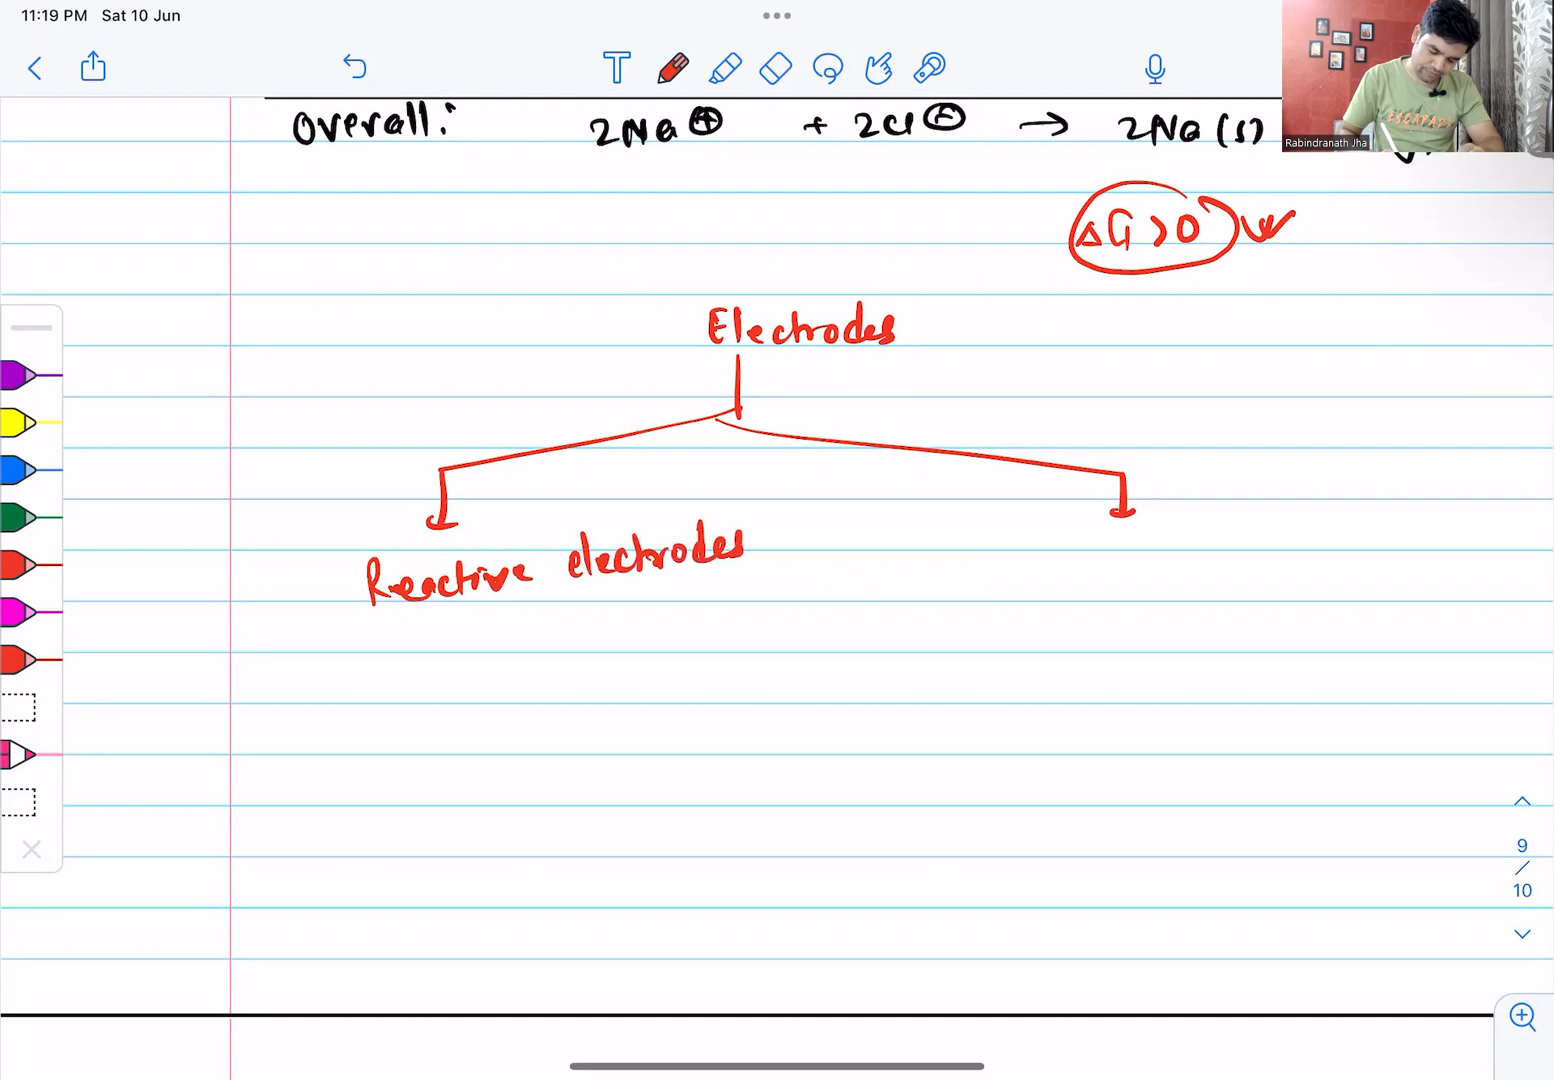 11:19 PM Sat 10 Jun
T
Overall: 2Na⊕ + 2Cl⊖ → 2Na(s)
Rabindranath Jha
ΔG>0
Electrodes
Reactive electrodes
9
/
10